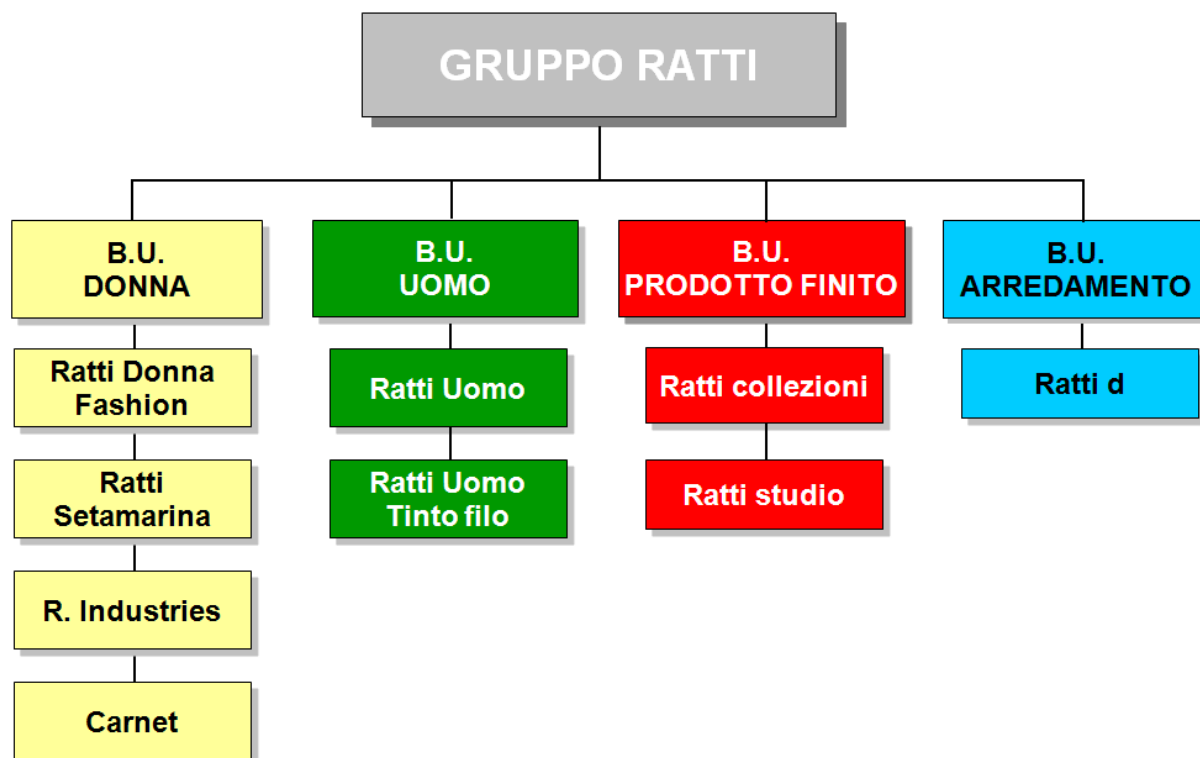 GRUPPO RATTI
B.U.
DONNA
B.U.
UOMO
B.U.
PRODOTTO FINITO
B.U.
ARREDAMENTO
Ratti Donna
Fashion
Ratti Uomo
Ratti collezioni
Ratti d
Ratti
Setamarina
Ratti Uomo
Tinto filo
Ratti studio
R. Industries
Carnet